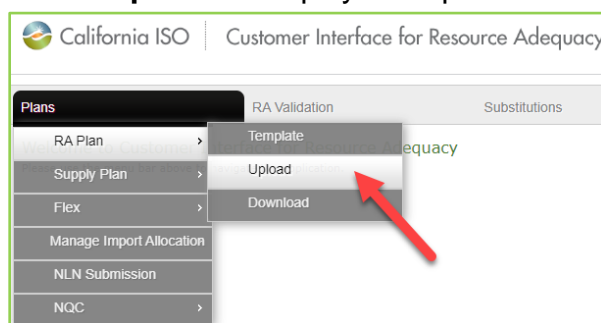 California ISO Customer Interface for Resource Adequacy
Plans RA Validation Substitutions
RA Plan › Template
equacy
Supply Plan › Upload
Flex › Download
Manage Import Allocation
NLN Submission
NQC ›